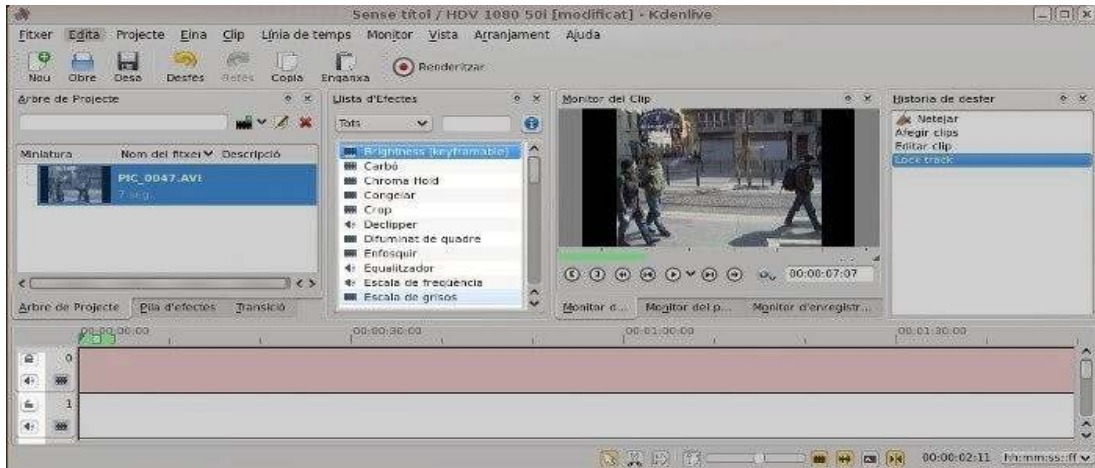 Sense títol / HDV 1080 50i [modificat] - Kdenlive
Fitxer Edita Projecte Eina Clip Línia de temps Monitor Vista Arranjament Ajuda
Nou Obre Desa Desfés Refés Copia Enganxa Renderitzar
Arbre de Projecte
Miniatura Nom del fitxer Descripció
PIC_0047.AVI
7 seg.
Arbre de Projecte Pila d'efectes Transició
Llista d'Efectes
Tots
Brightness (keyframable)
Carbó
Chroma Hold
Congelar
Crop
Declipper
Difuminat de quadre
Enfosquir
Equalitzador
Escala de freqüència
Escala de grisos
Monitor del Clip
00:00:07:07
Monitor d... Monitor del p... Monitor d'enregistr...
Historia de desfer
Netejar
Afegir clips
Editar clip
Lock track
00:00:00:00 00:00:30:00 00:01:00:00 00:01:30:00
0
1
00:00:02:11 hh:mm:ss::ff